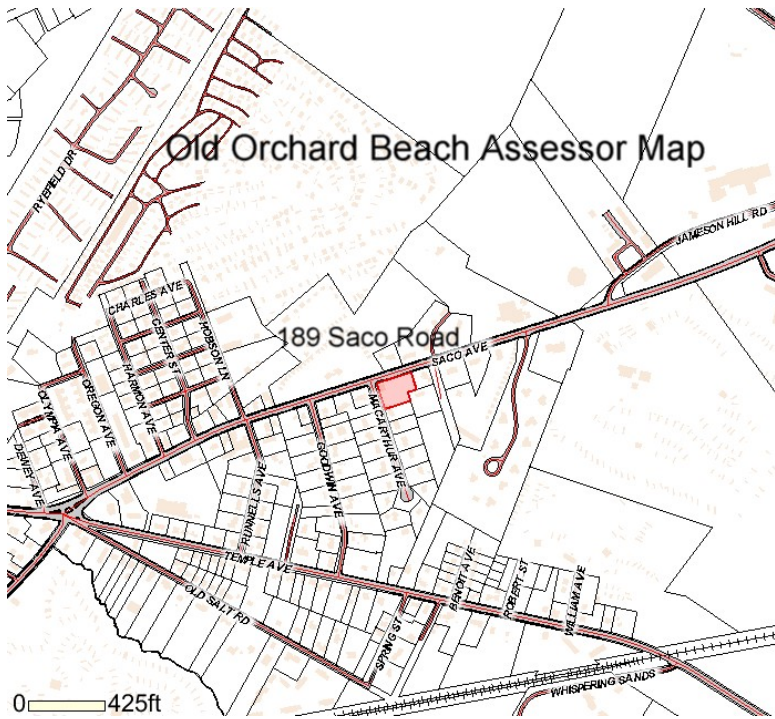 Old Orchard Beach Assessor Map
RYEFIELD DR
JAMESON HILL RD
CHARLES AVE
CENTER ST
HOBSON LN
189 Saco Road
SACO AVE
HARMON AVE
OREGON AVE
OLYMPIA AVE
DEWEY AVE
MACARTHUR AVE
GOODWIN AVE
RUNNELLS AVE
TEMPLE AVE
OLD SALT RD
BENOIT AVE
ROBERT ST
WILLIAM AVE
SPRING ST
WHISPERING SANDS
0 425ft